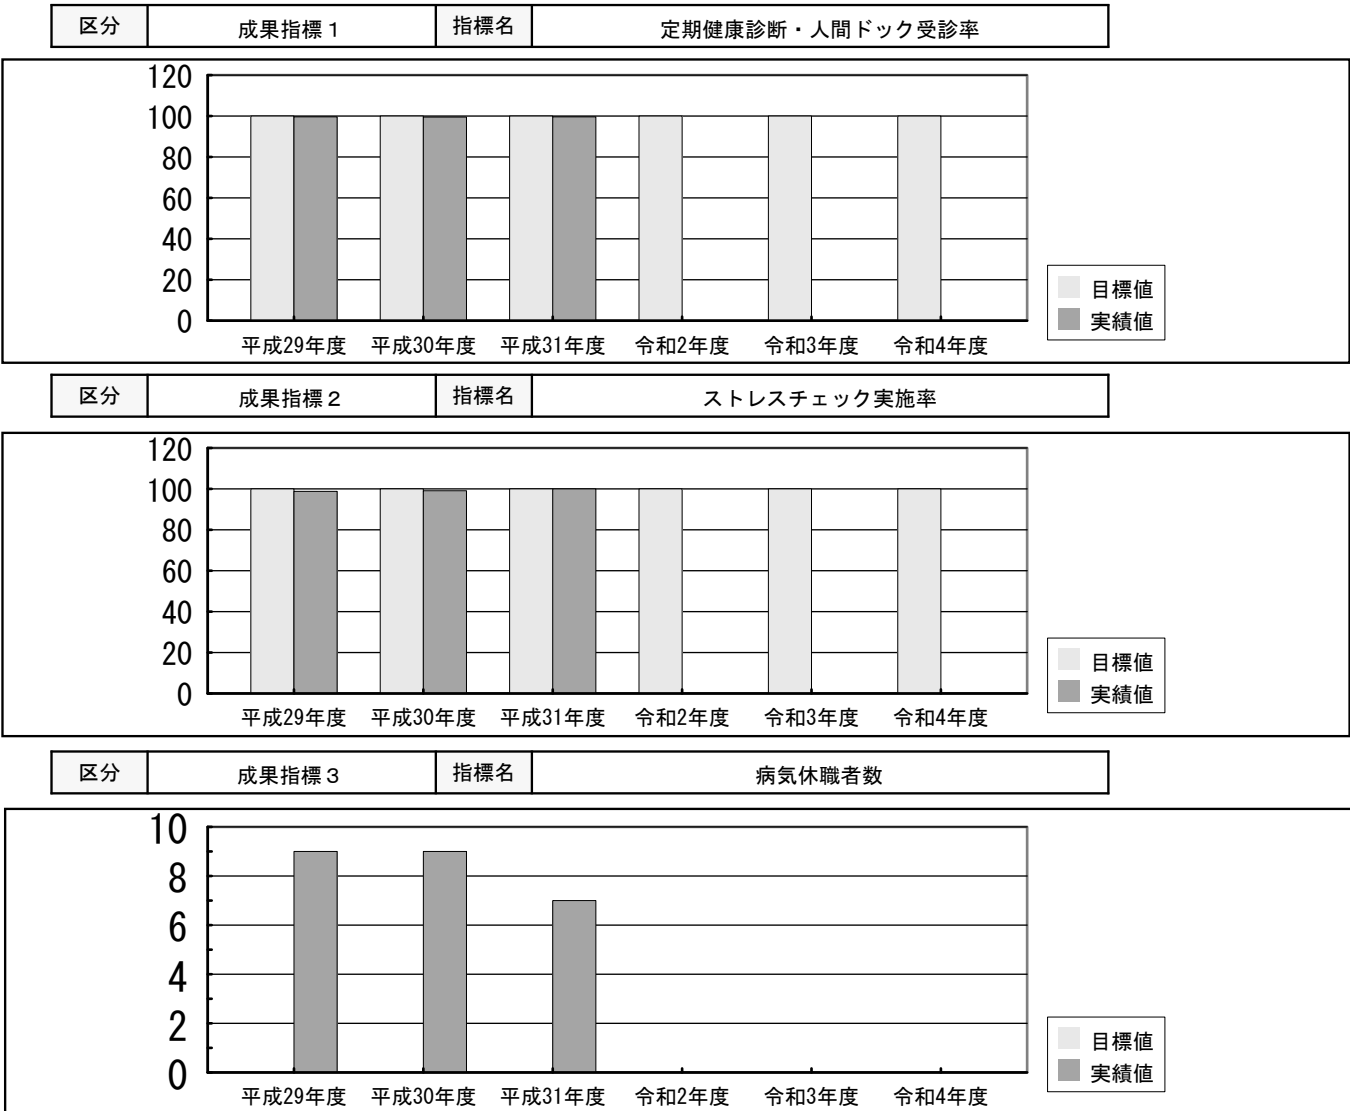 区分 成果指標１ 指標名 定期健康診断・人間ドック受診率
120
100
80
60
40
20
0
平成29年度 平成30年度 平成31年度 令和2年度 令和3年度 令和4年度
目標値
実績値
区分 成果指標２ 指標名 ストレスチェック実施率
120
100
80
60
40
20
0
平成29年度 平成30年度 平成31年度 令和2年度 令和3年度 令和4年度
目標値
実績値
区分 成果指標３ 指標名 病気休職者数
10
8
6
4
2
0
平成29年度 平成30年度 平成31年度 令和2年度 令和3年度 令和4年度
目標値
実績値